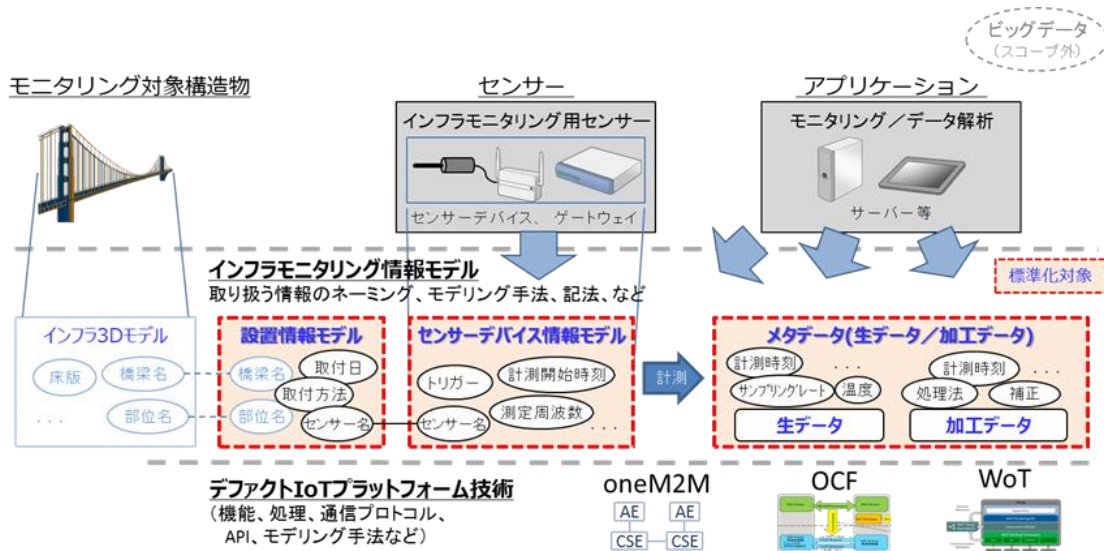 ビッグデータ
(スコープ外)
モニタリング対象構造物
センサー
アプリケーション
インフラモニタリング用センサー
センサーデバイス、ゲートウェイ
モニタリング／データ解析
サーバー等
インフラモニタリング情報モデル
取り扱う情報のネーミング、モデリング手法、記法、など
標準化対象
インフラ3Dモデル
床版
橋梁名
部位名
. . .
設置情報モデル
橋梁名
取付日
取付方法
部位名
センサー名
センサーデバイス情報モデル
トリガー
計測開始時刻
測定周波数
センサー名
. . .
計測
メタデータ(生データ／加工データ)
計測時刻
. . .
サンプリングレート
温度
生データ
計測時刻
. . .
処理法
補正
加工データ
デファクトIoTプラットフォーム技術
(機能、処理、通信プロトコル、
API、モデリング手法など)
oneM2M
AE
AE
CSE
CSE
OCF
WoT